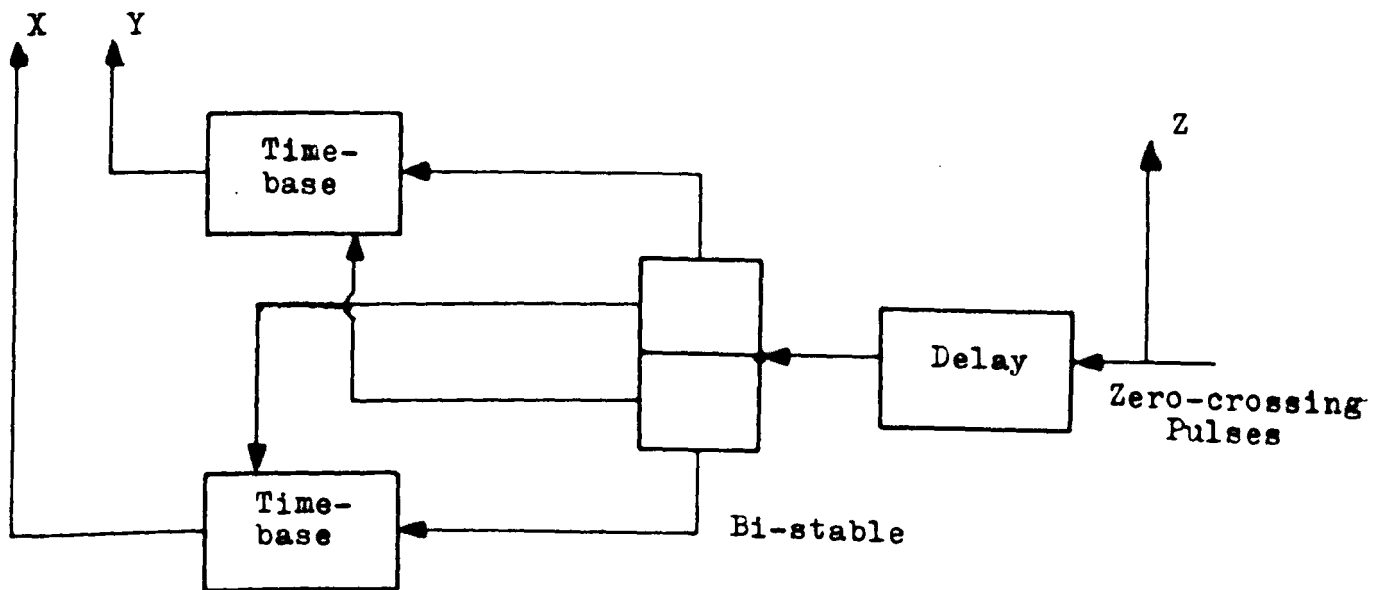 X
Y
Time-
base
Z
Delay
Zero-crossing
Pulses
Time-
base
Bi-stable